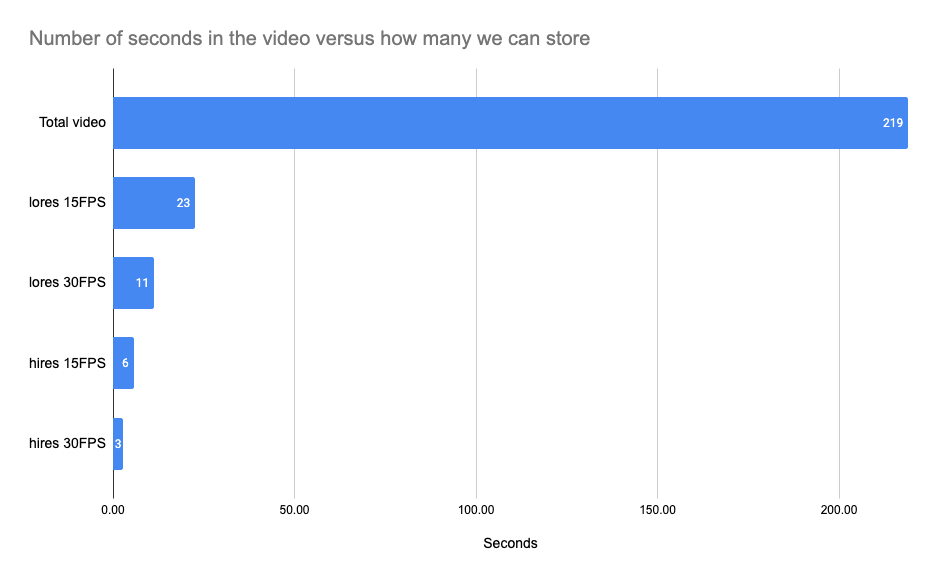 Number of seconds in the video versus how many we can store
Total video
219
lores 15FPS
23
lores 30FPS
11
hires 15FPS
6
hires 30FPS
3
0.00 50.00 100.00 150.00 200.00
Seconds